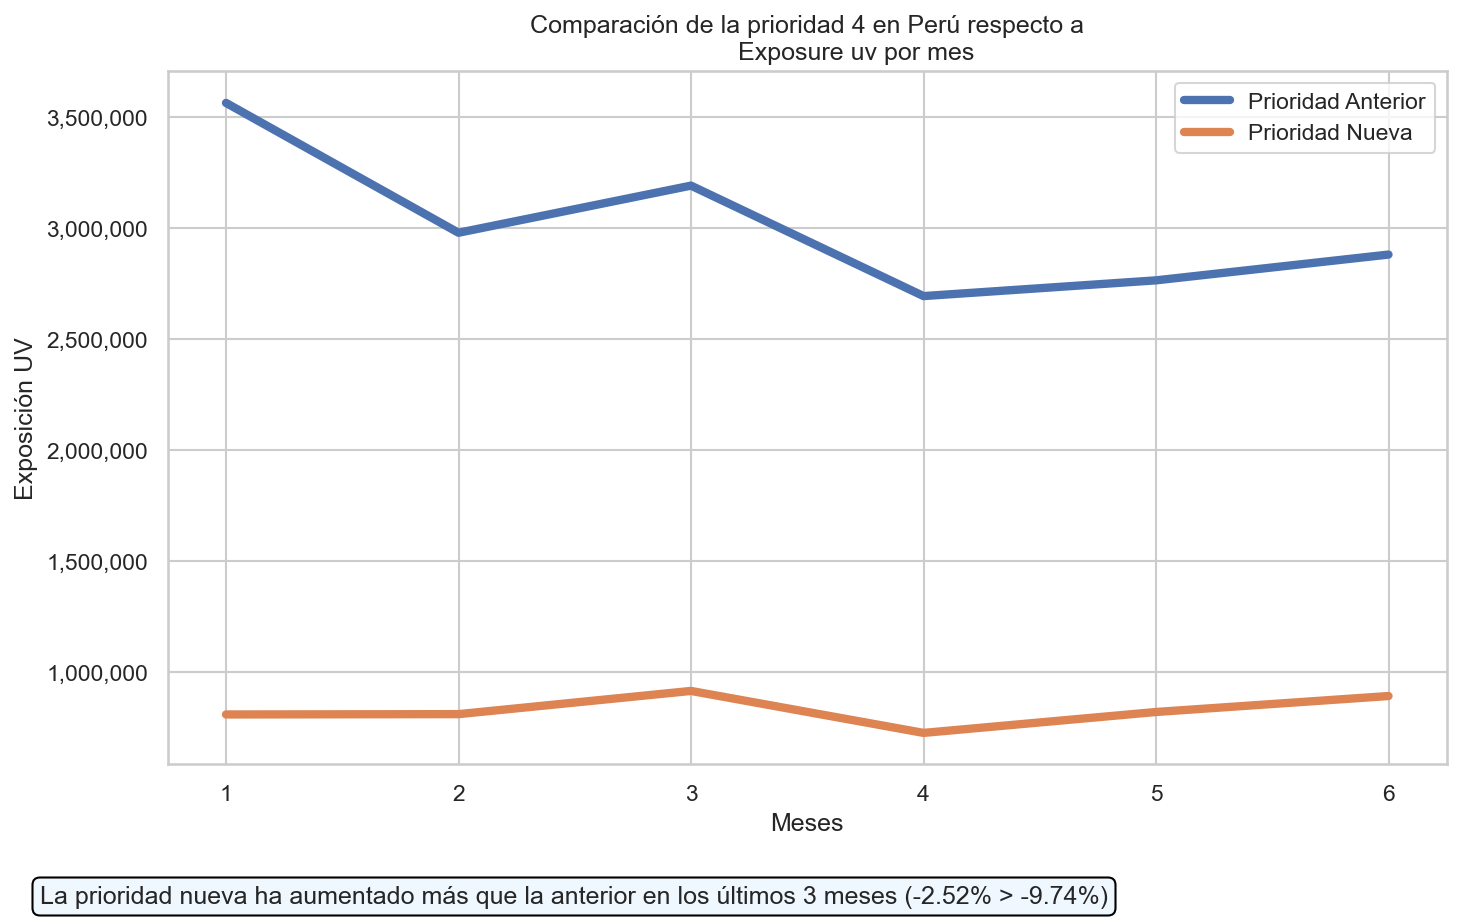 Comparación de la prioridad 4 en Perú respecto a
Exposure uv por mes
Prioridad Anterior
Prioridad Nueva
Exposición UV
3,500,000
3,000,000
2,500,000
2,000,000
1,500,000
1,000,000
1 2 3 4 5 6
Meses
La prioridad nueva ha aumentado más que la anterior en los últimos 3 meses (-2.52% > -9.74%)